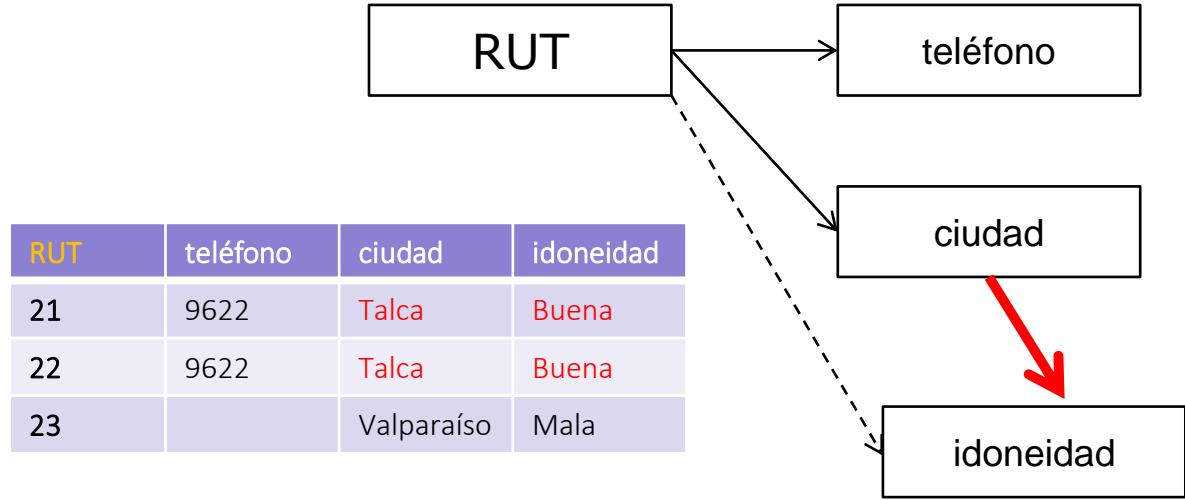 RUT
teléfono
ciudad
idoneidad
RUT teléfono ciudad idoneidad
21 9622 Talca Buena
22 9622 Talca Buena
23 Valparaíso Mala